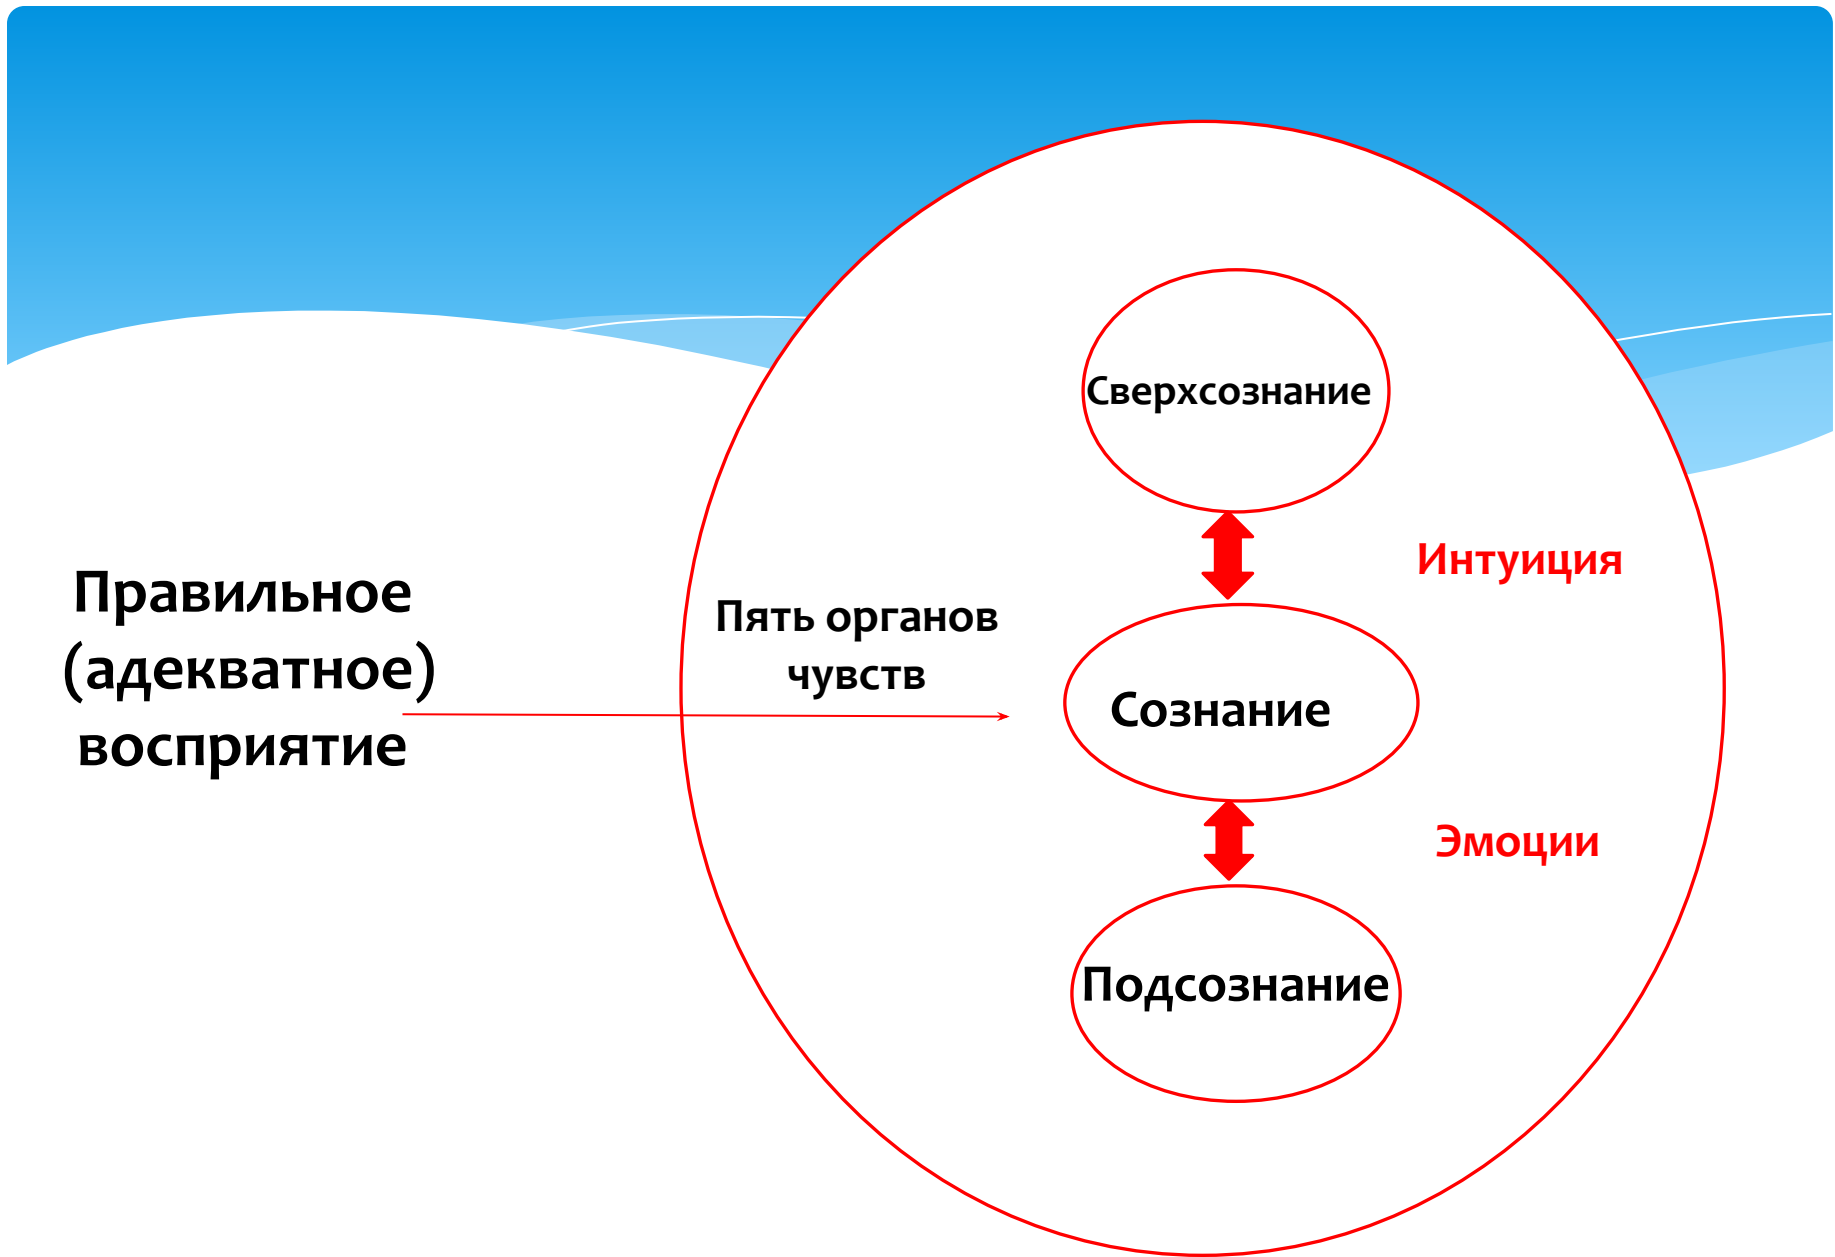 Правильное
(адекватное)
восприятие
Пять органов
чувств
Сверхсознание
Интуиция
Сознание
Эмоции
Подсознание